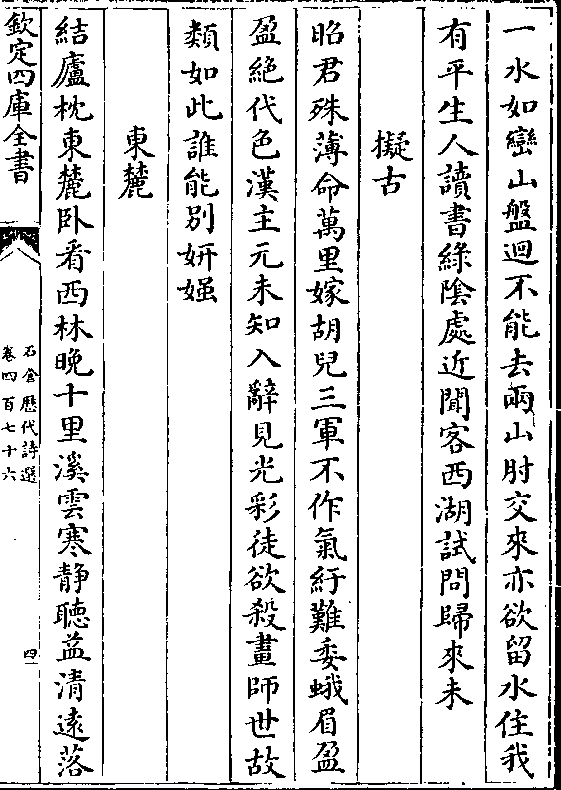 一水如巒山盤迴不能去兩山肘交來亦欲留水住我
有平生人讀書綠陰處近聞客西湖試問歸來未
擬古
昭君殊薄命萬里嫁胡兒三軍不作氣紓難委蛾眉盈
盈絶代色漢主元未知入辭見光彩徒欲殺畫師世故
類如此誰能別妍媸
東麓
結廬枕東麓卧看西林晚十里溪雲寒静聽益清遠落
欽定四庫全書
石倉歷代詩選
卷四百七十六
四